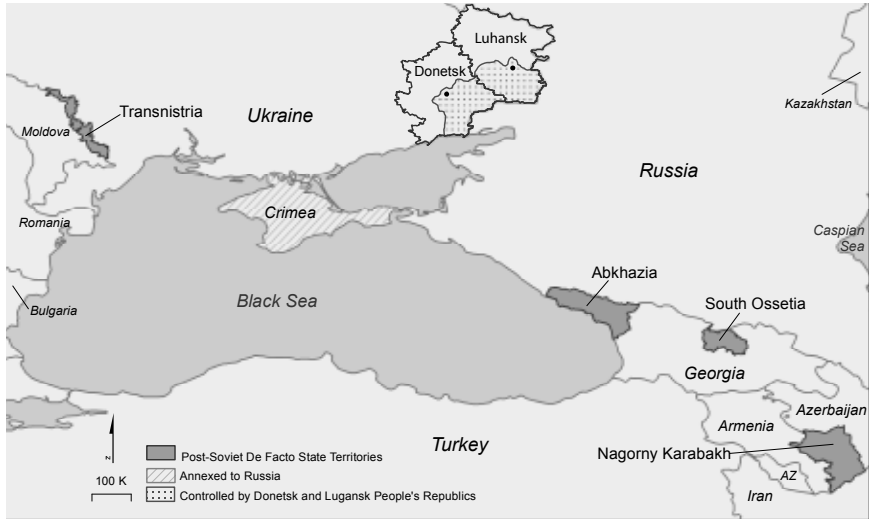 Luhansk
Donetsk
Kazakhstan
Transnistria
Ukraine
Moldova
Russia
Crimea
Romania
Caspian
Sea
Abkhazia
Black Sea
South Ossetia
Bulgaria
Georgia
Azerbaijan
Armenia
Turkey
Nagorny Karabakh
AZ
Iran
z
100 K
Post-Soviet De Facto State Territories
Annexed to Russia
Controlled by Donetsk and Lugansk People's Republics